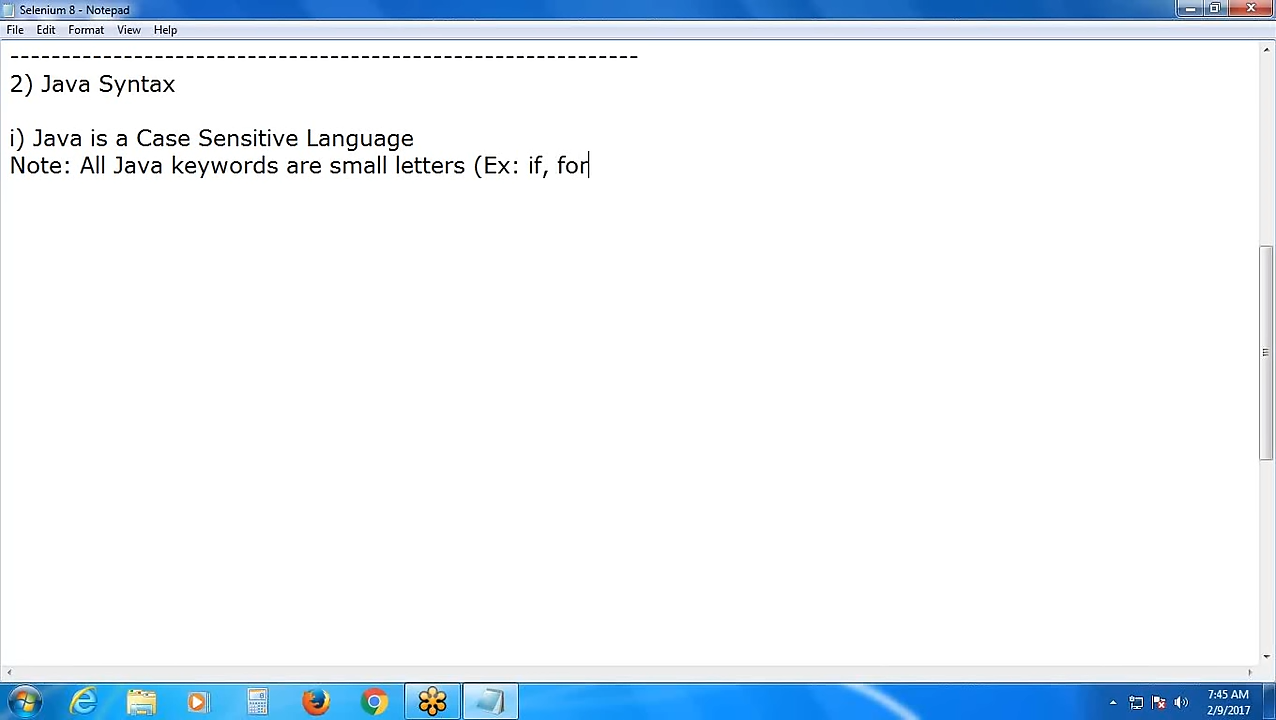 Selenium 8 - Notepad
File Edit Format View Help
------------------------------------------------------------
2) Java Syntax
i) Java is a Case Sensitive Language
Note: All Java keywords are small letters (Ex: if, for
7:45 AM
2/9/2017